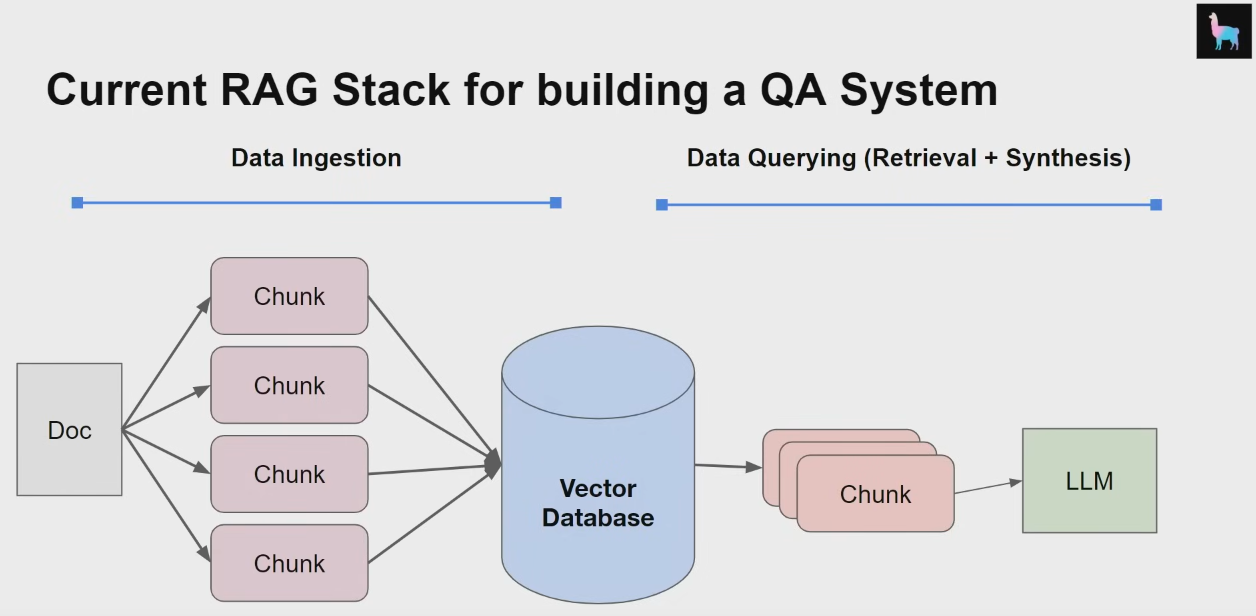 Current RAG Stack for building a QA System
Data Ingestion
Data Querying (Retrieval + Synthesis)
Doc
Chunk
Chunk
Chunk
Chunk
Vector
Database
Chunk
LLM